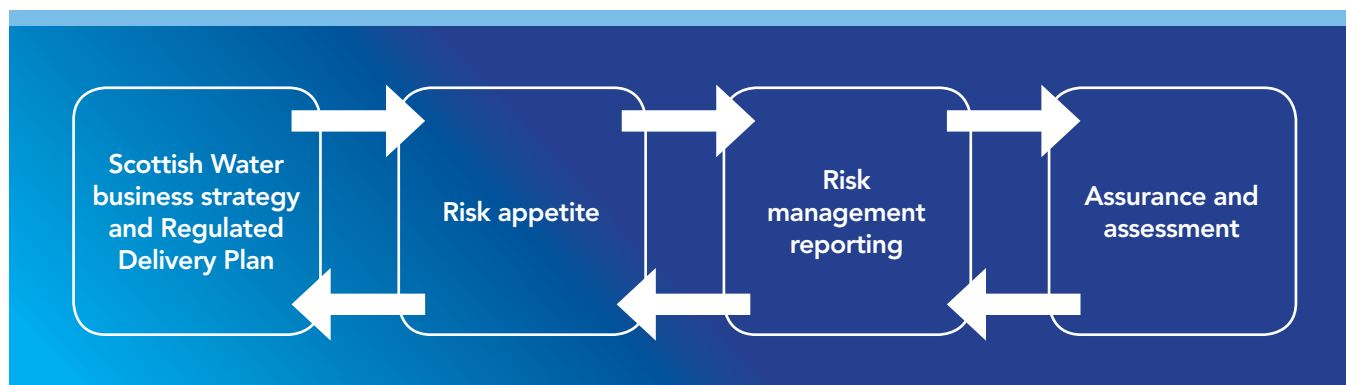 Scottish Water
business strategy
and Regulated
Delivery Plan
Risk appetite
Risk
management
reporting
Assurance and
assessment